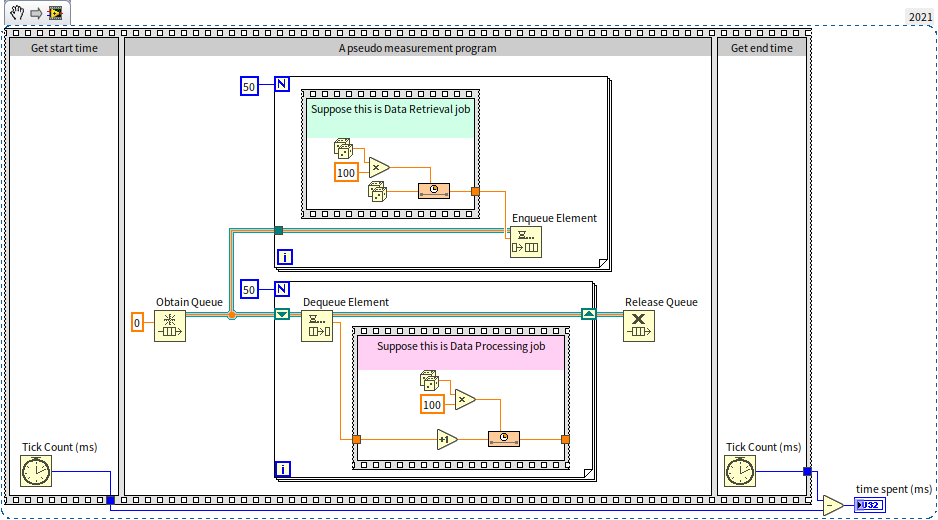 2021
Get start time
A pseudo measurement program
Get end time
50
N
Suppose this is Data Retrieval job
100
x
Enqueue Element
i
50
N
Obtain Queue
Dequeue Element
Release Queue
0
Suppose this is Data Processing job
100
x
+1
i
Tick Count (ms)
Tick Count (ms)
time spent (ms)
-
U32